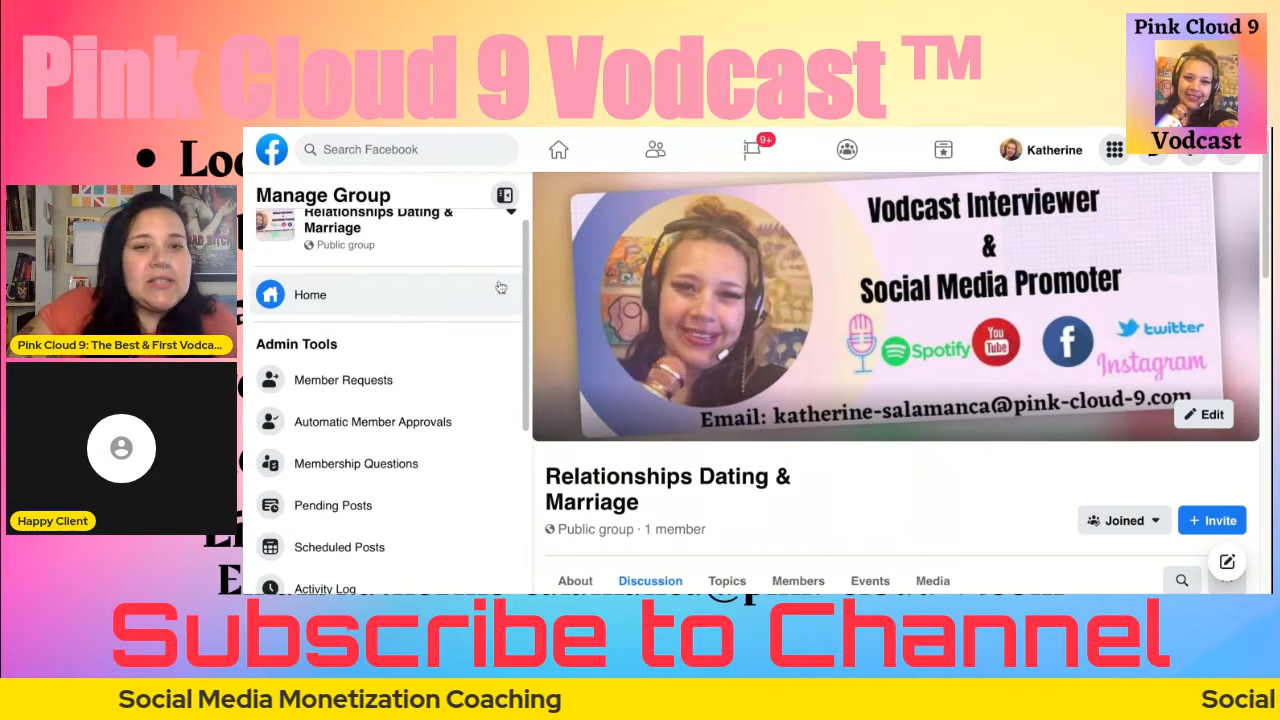 Pink Cloud 9 Vodcast ™
Pink Cloud 9
Vodcast
Search Facebook
9+
Katherine
Manage Group
Relationships Dating &
Marriage
Public group
Home
Admin Tools
Member Requests
Automatic Member Approvals
Membership Questions
Pending Posts
Scheduled Posts
Activity Log
Vodcast Interviewer
&
Social Media Promoter
Spotify
You
Tube
f
twitter
Instagram
Email: katherine-salamanca@pink-cloud-9.com
Edit
Relationships Dating &
Marriage
Public group · 1 member
Joined
+ Invite
About Discussion Topics Members Events Media
Pink Cloud 9: The Best & First Vodca...
Happy Client
Subscribe to Channel
Social Media Monetization Coaching
Social